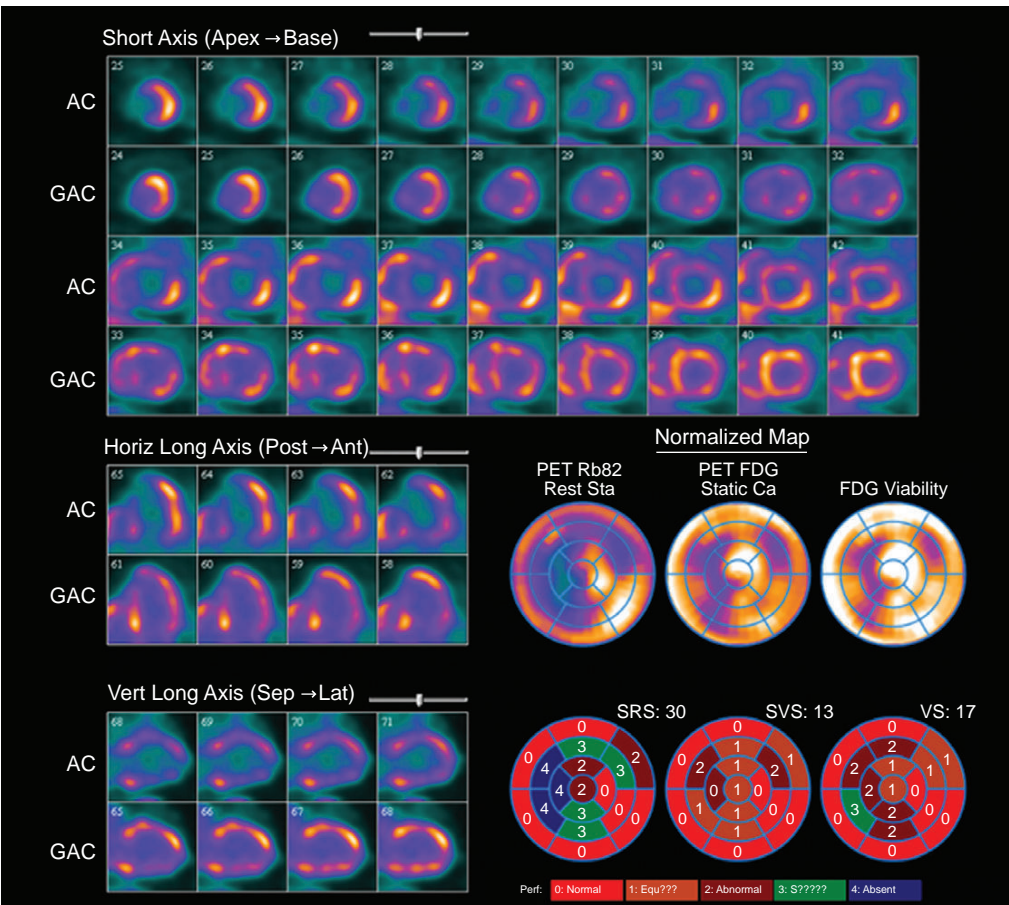 Short Axis (Apex → Base)
AC
25 26 27 28 29 30 31 32 33
GAC
24 25 26 27 28 29 30 31 32
AC
34 35 36 37 38 39 40 41 42
GAC
33 34 35 36 37 38 39 40 41
Horiz Long Axis (Post → Ant)
AC
65 64 63 62
GAC
61 60 59 58
Vert Long Axis (Sep → Lat)
AC
68 69 70 71
GAC
65 66 67 68
Normalized Map
PET Rb82
Rest Sta
PET FDG
Static Ca
FDG Viability
SRS: 30
SVS: 13
VS: 17
0 0 0
3 1 2
0 2 0 1 0 1
4 2 3 2 1 2 2 1 1
4 2 0 0 1 0 2 1 0
4 3 0 0 1 1 0 0 3 2 0 0
0 0 0
3 1 2
0 0 0
Perf: 0: Normal 1: Equ??? 2: Abnormal 3: S????? 4: Absent